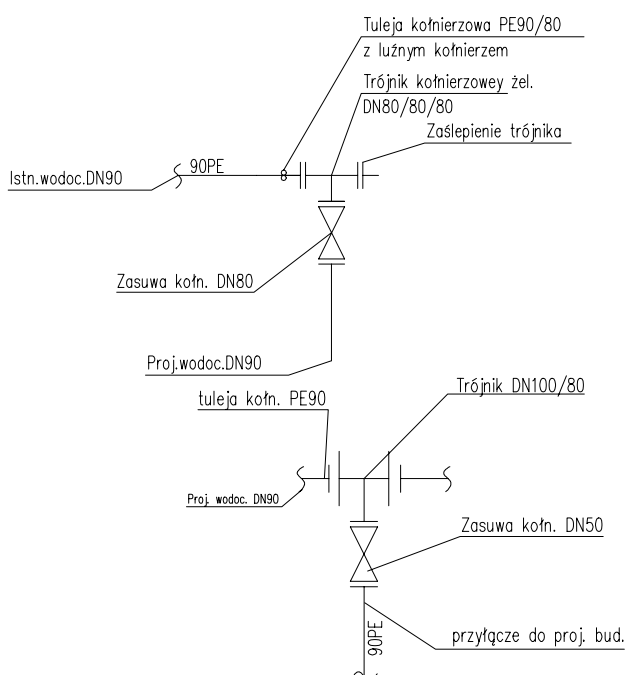 Tuleja kołnierzowa PE90/80
z luźnym kołnierzem
Trójnik kołnierzowey żel.
DN80/80/80
Zaślepienie trójnika
90PE
Istn.wodoc.DN90
Zasuwa kołn. DN80
Proj.wodoc.DN90
Trójnik DN100/80
tuleja kołn. PE90
Proj. wodoc. DN90
Zasuwa kołn. DN50
przyłącze do proj. bud.
90PE